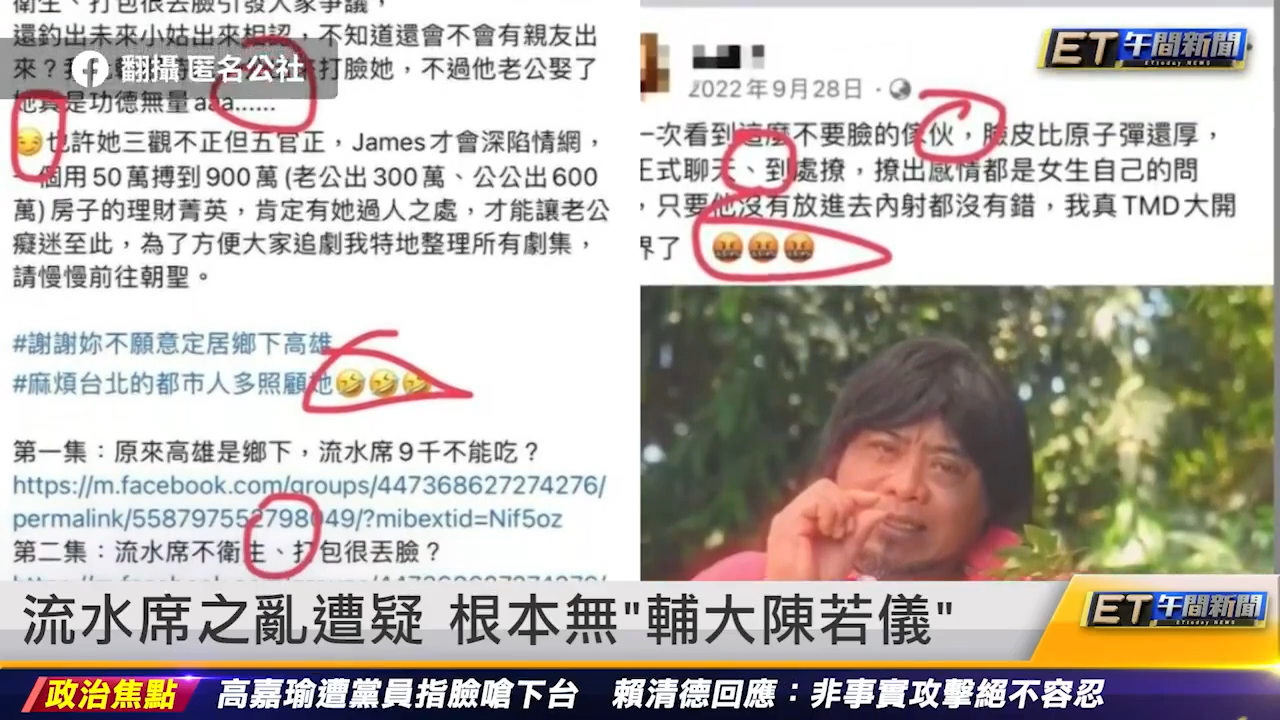 衛生、打包很丟臉引發大家爭議，
還釣出未來小姑出來相認，不知道還會不會有親友出
來打臉她，不過他老公娶了
她真是功德無量aaa......
也許她三觀不正但五官正，James才會深陷情網，
一個用50萬搏到900萬(老公出300萬、公公出600
萬)房子的理財菁英，肯定有她過人之處，才能讓老公
癡迷至此，為了方便大家追劇我特地整理所有劇集，
請慢慢前往朝聖。
#謝謝妳不願意定居鄉下高雄
#麻煩台北的都市人多照顧她🤣🤣🤣
第一集：原來高雄是鄉下，流水席9千不能吃？
https://m.facebook.com/groups/447368627274276/
permalink/558797552798049/?mibextid=Nif5oz
第二集：流水席不衛生、打包很丟臉？
翻攝 匿名公社
2022年9月28日
一次看到這麼不要臉的傢伙，臉皮比原子彈還厚，
正式聊天、到處撩，撩出感情都是女生自己的問
，只要他沒有放進去內射都沒有錯，我真TMD大開
界了 🤬🤬🤬
ET午間新聞
ETtoday NEWS
流水席之亂遭疑 根本無"輔大陳若儀"
ET午間新聞
ETtoday NEWS
政治焦點 高嘉瑜遭黨員指臉嗆下台 賴清德回應：非事實攻擊絕不容忍